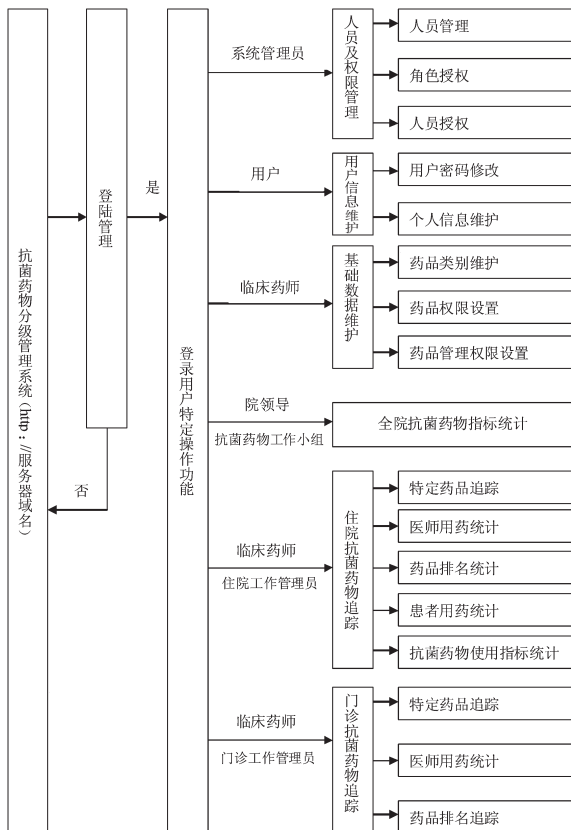 抗菌药物分级管理系统（http：//服务器域名）
登陆管理
是
否
登录用户特定操作功能
系统管理员
人员及权限管理
人员管理
角色授权
人员授权
用户
用户信息维护
用户密码修改
个人信息维护
临床药师
基础数据维护
药品类别维护
药品权限设置
药品管理权限设置
院领导
抗菌药物工作小组
全院抗菌药物指标统计
临床药师
住院工作管理员
住院抗菌药物追踪
特定药品追踪
医师用药统计
药品排名统计
患者用药统计
抗菌药物使用指标统计
临床药师
门诊工作管理员
门诊抗菌药物追踪
特定药品追踪
医师用药统计
药品排名追踪